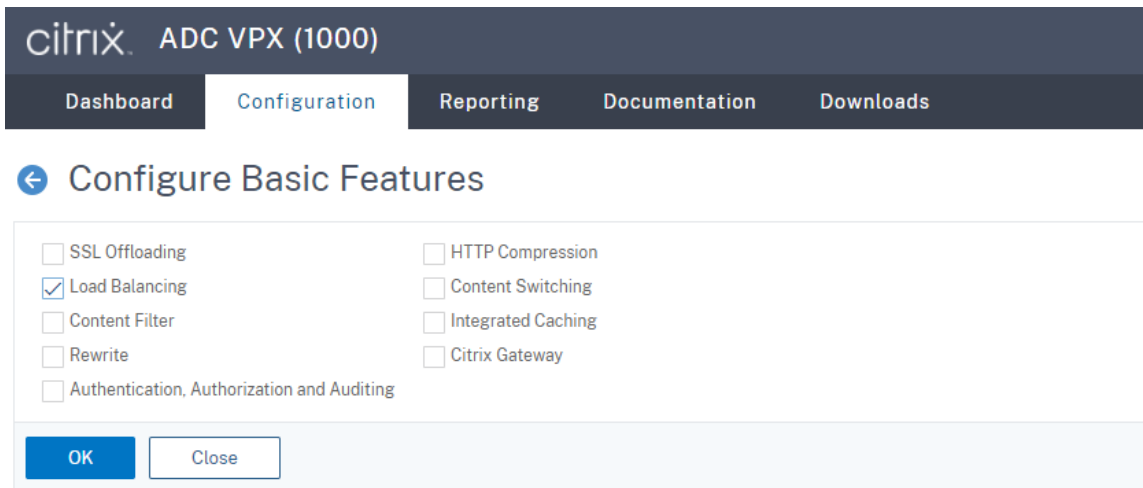 citrix. ADC VPX (1000)
Dashboard Configuration Reporting Documentation Downloads
Configure Basic Features
SSL Offloading HTTP Compression
Load Balancing Content Switching
Content Filter Integrated Caching
Rewrite Citrix Gateway
Authentication, Authorization and Auditing
OK Close